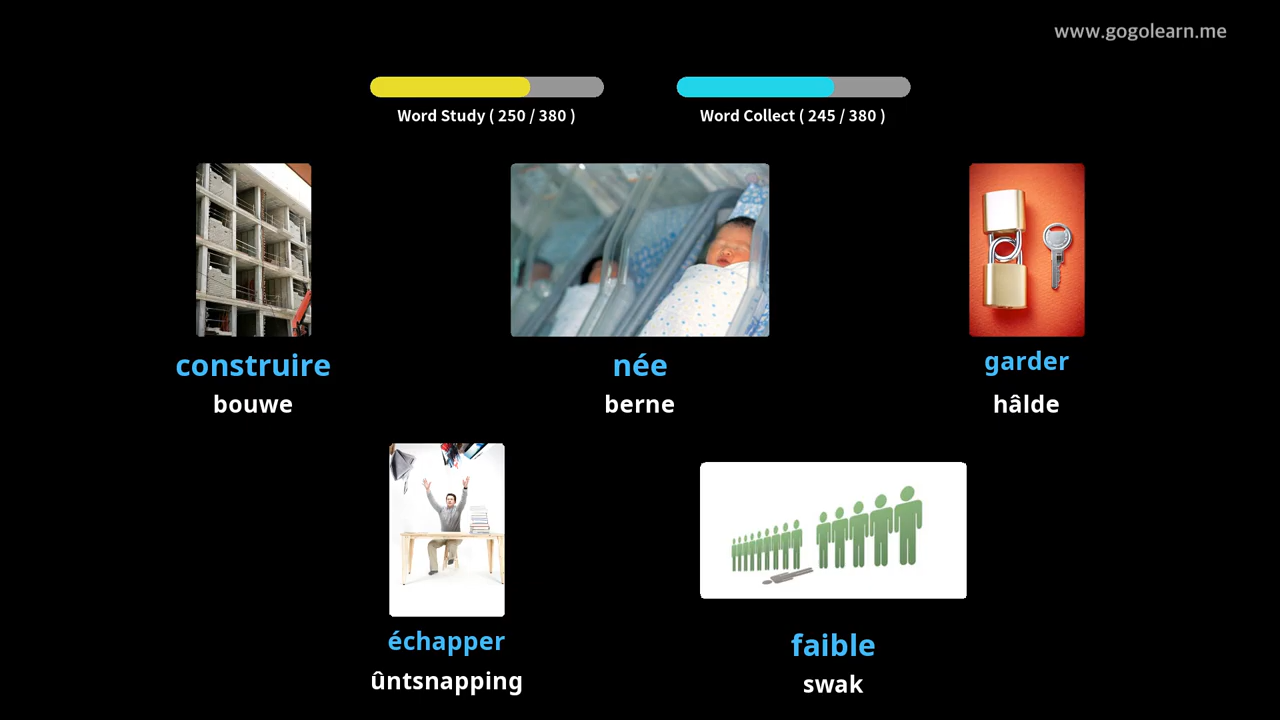 www.gogolearn.me
Word Study ( 250 / 380 )
Word Collect ( 245 / 380 )
construire
bouwe
née
berne
garder
hâlde
échapper
ûntsnapping
faible
swak